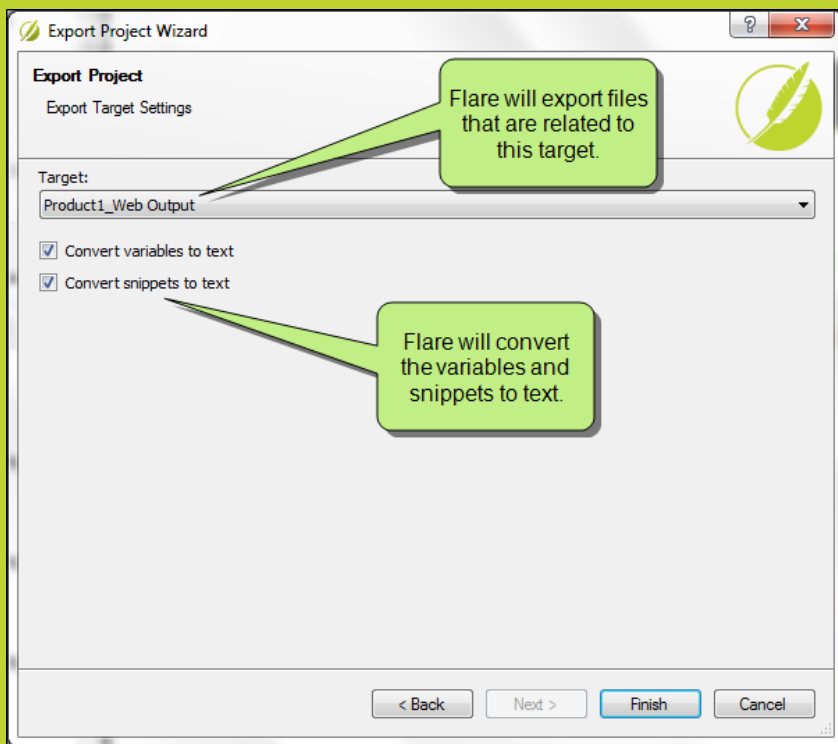 Export Project Wizard
Export Project
Export Target Settings
Flare will export files
that are related to
this target.
Target:
Product1_Web Output
Convert variables to text
Convert snippets to text
Flare will convert
the variables and
snippets to text.
< Back
Next >
Finish
Cancel